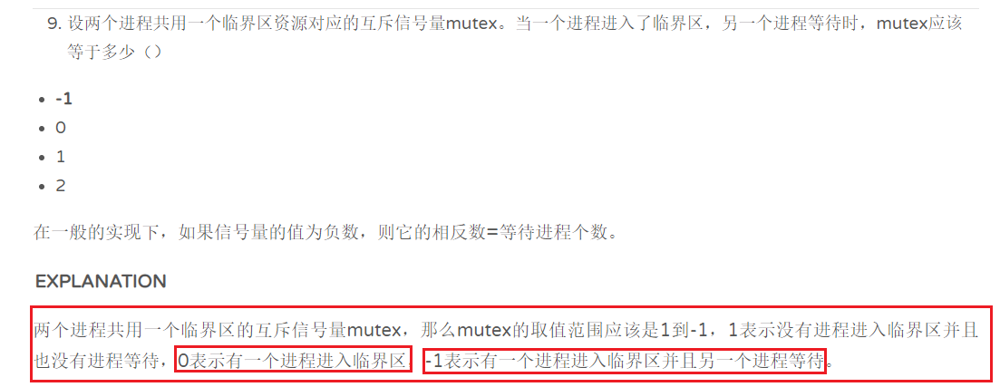 9. 设两个进程共用一个临界区资源对应的互斥信号量mutex。当一个进程进入了临界区，另一个进程等待时，mutex应该
等于多少（）
-1
0
1
2
在一般的实现下，如果信号量的值为负数，则它的相反数=等待进程个数。
EXPLANATION
两个进程共用一个临界区的互斥信号量mutex，那么mutex的取值范围应该是1到-1，1表示没有进程进入临界区并且
也没有进程等待，0表示有一个进程进入临界区，-1表示有一个进程进入临界区并且另一个进程等待。